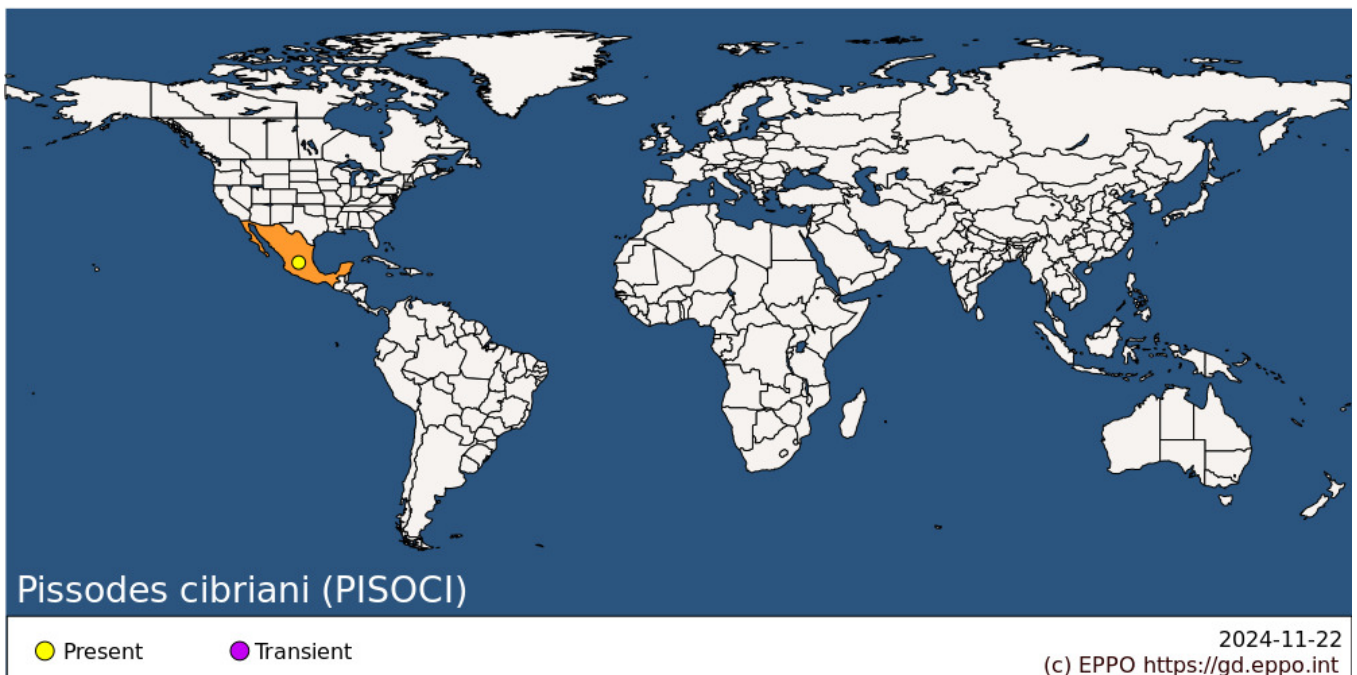 Pissodes cibriani (PISOCI)
Present
Transient
2024-11-22
(c) EPPO https://gd.eppo.int